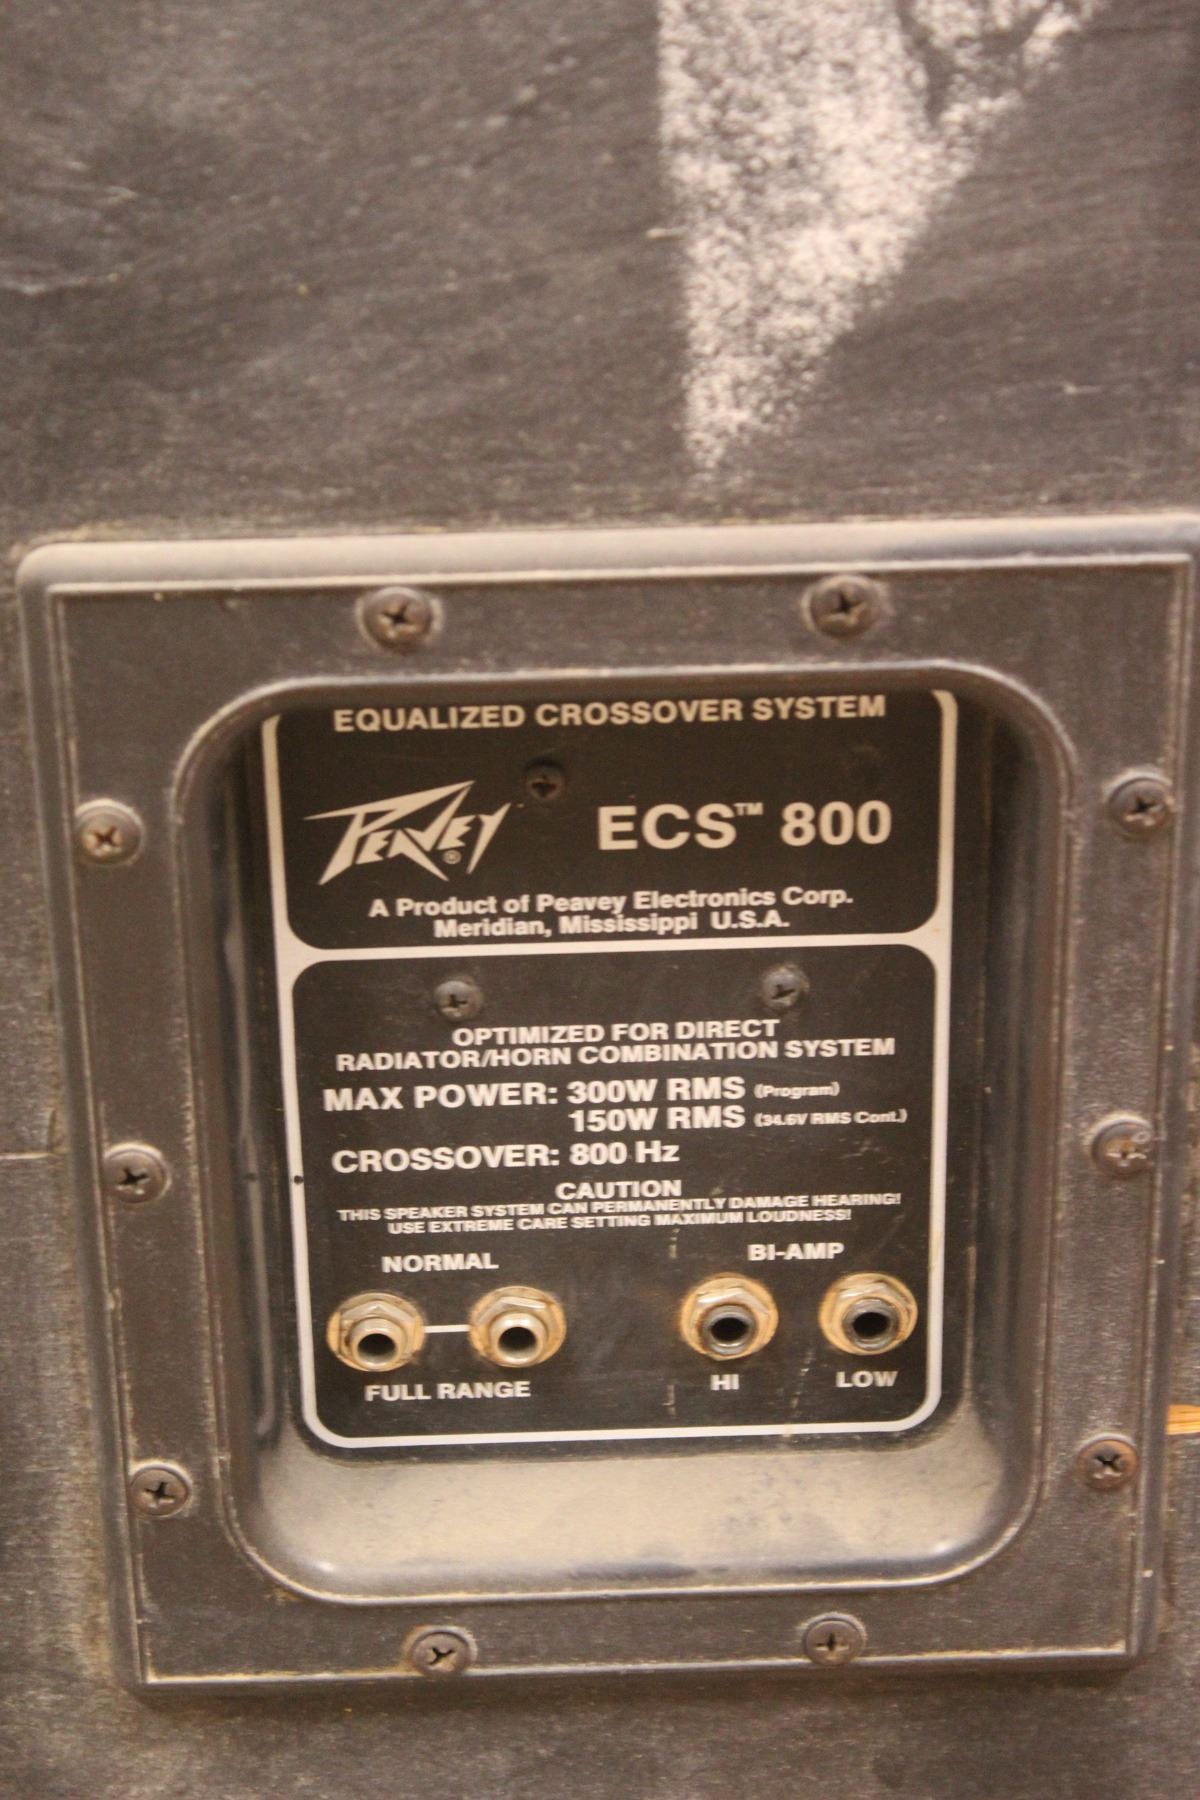 EQUALIZED CROSSOVER SYSTEM
PEAVEY®
ECS™ 800
A Product of Peavey Electronics Corp.
Meridian, Mississippi U.S.A.
OPTIMIZED FOR DIRECT
RADIATOR/HORN COMBINATION SYSTEM
MAX POWER: 300W RMS (Program)
150W RMS (34.6V RMS Cont.)
CROSSOVER: 800 Hz
CAUTION
THIS SPEAKER SYSTEM CAN PERMANENTLY DAMAGE HEARING!
USE EXTREME CARE SETTING MAXIMUM LOUDNESS!
NORMAL
BI-AMP
FULL RANGE
HI
LOW